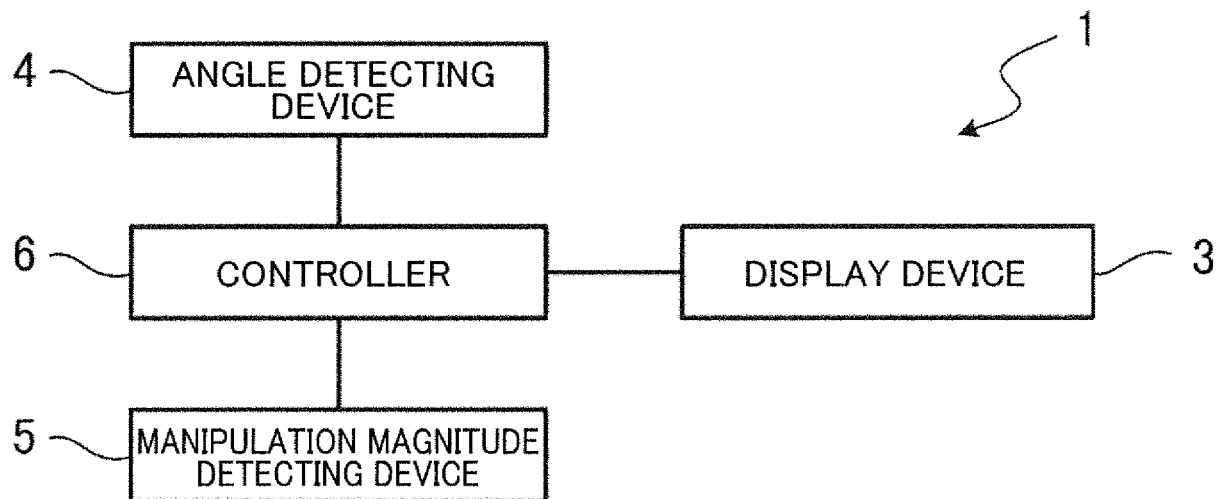 1
4
ANGLE DETECTING
DEVICE
6
CONTROLLER
DISPLAY DEVICE
3
5
MANIPULATION MAGNITUDE
DETECTING DEVICE